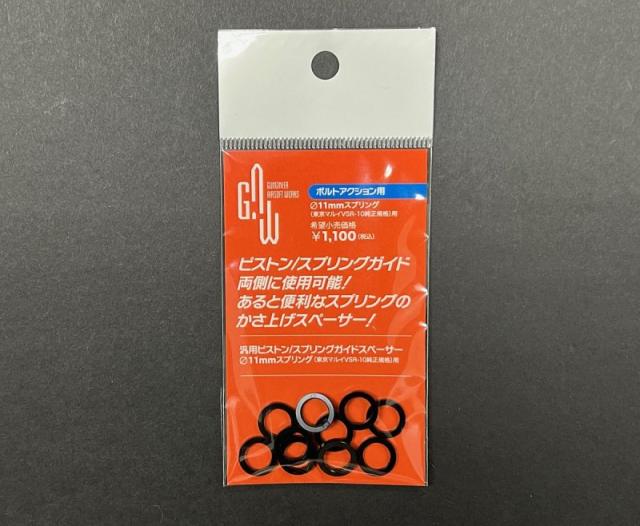 G.A.W
GUNGINEER
AIRSOFT WORKS
ボルトアクション用
∅11mmスプリング
(東京マルイVSR-10純正規格)用
希望小売価格
¥1,100(税込)
ピストン/スプリングガイド
両側に使用可能!
あると便利なスプリングの
かさ上げスペーサー!
汎用ピストン/スプリングガイドスペーサー
∅11mmスプリング(東京マルイVSR-10純正規格)用